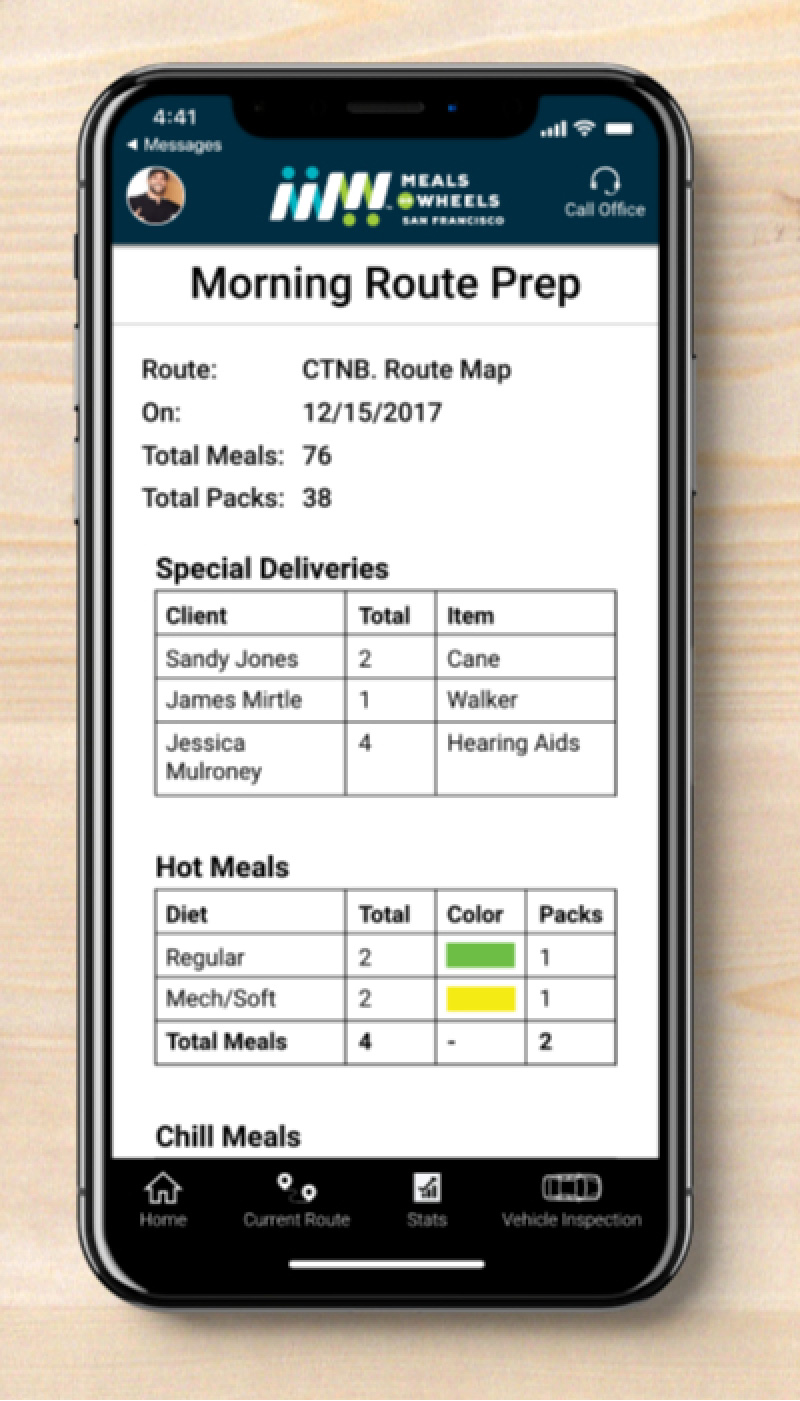 4:41
◀ Messages
MEALS
ON WHEELS
SAN FRANCISCO
Call Office
Morning Route Prep
Route: CTNB. Route Map
On: 12/15/2017
Total Meals: 76
Total Packs: 38
Special Deliveries
Client Total Item
Sandy Jones 2 Cane
James Mirtle 1 Walker
Jessica 4 Hearing Aids
Mulroney
Hot Meals
Diet Total Color Packs
Regular 2 1
Mech/Soft 2 1
Total Meals 4 - 2
Chill Meals
Home Current Route Stats Vehicle Inspection